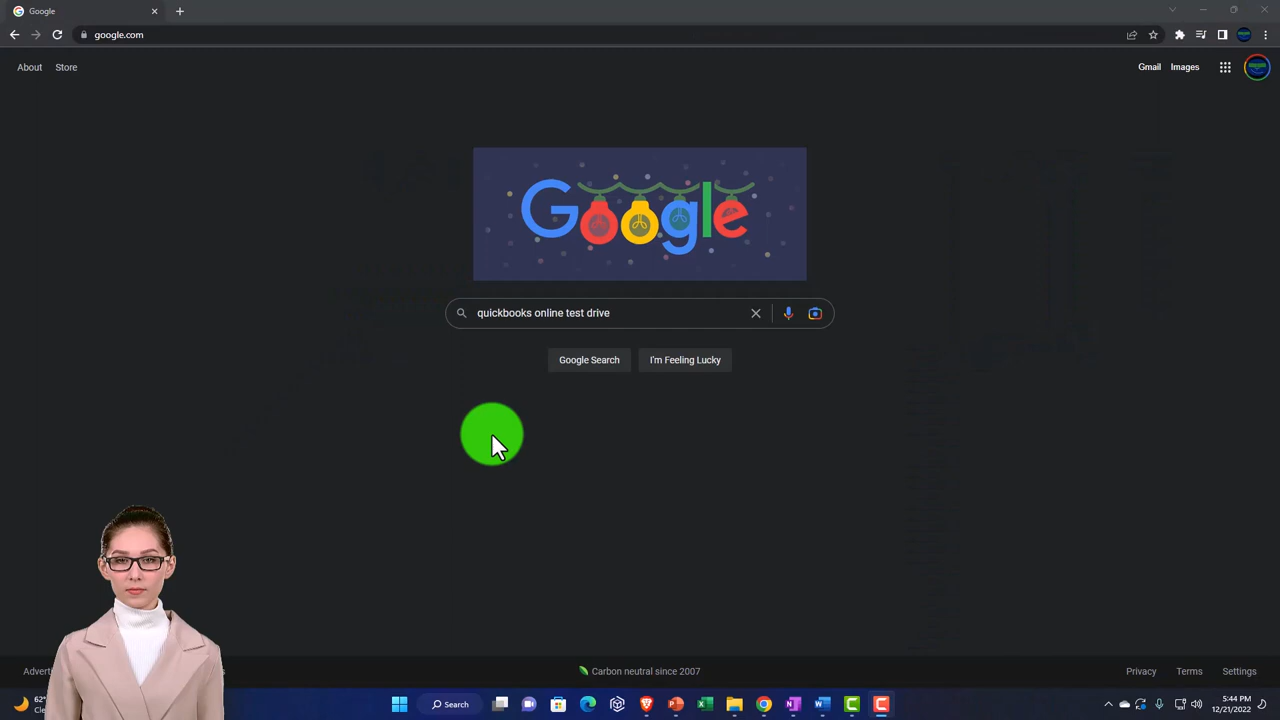 Google
google.com
About Store Gmail Images
Google
quickbooks online test drive
Google Search I'm Feeling Lucky
Carbon neutral since 2007 Privacy Terms Settings
Search 5:44 PM
12/21/2022